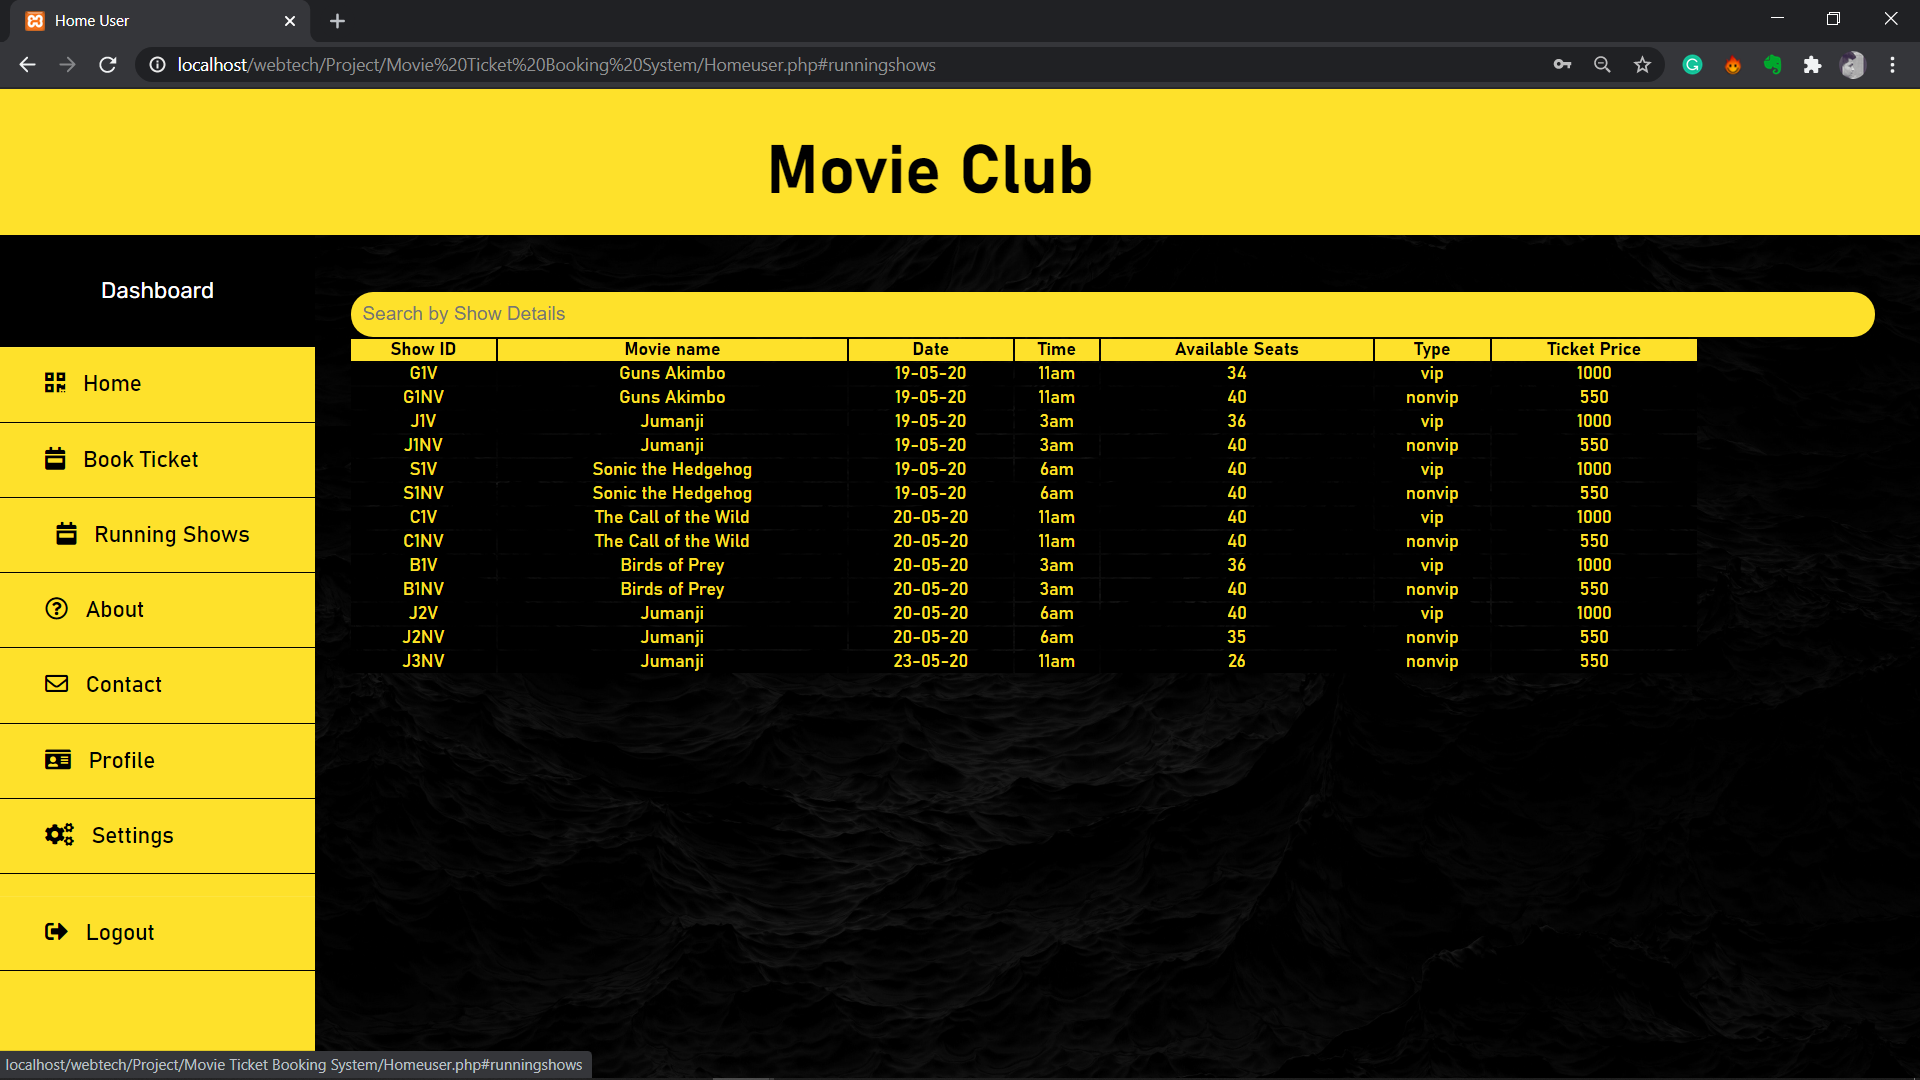 Home User
localhost/webtech/Project/Movie%20Ticket%20Booking%20System/Homeuser.php#runningshows
Movie Club
Dashboard
Home
Book Ticket
Running Shows
About
Contact
Profile
Settings
Logout
Search by Show Details
Show ID Movie name Date Time Available Seats Type Ticket Price
G1V Guns Akimbo 19-05-20 11am 34 vip 1000
G1NV Guns Akimbo 19-05-20 11am 40 nonvip 550
J1V Jumanji 19-05-20 3am 36 vip 1000
J1NV Jumanji 19-05-20 3am 40 nonvip 550
S1V Sonic the Hedgehog 19-05-20 6am 40 vip 1000
S1NV Sonic the Hedgehog 19-05-20 6am 40 nonvip 550
C1V The Call of the Wild 20-05-20 11am 40 vip 1000
C1NV The Call of the Wild 20-05-20 11am 40 nonvip 550
B1V Birds of Prey 20-05-20 3am 36 vip 1000
B1NV Birds of Prey 20-05-20 3am 40 nonvip 550
J2V Jumanji 20-05-20 6am 40 vip 1000
J2NV Jumanji 20-05-20 6am 35 nonvip 550
J3NV Jumanji 23-05-20 11am 26 nonvip 550
localhost/webtech/Project/Movie Ticket Booking System/Homeuser.php#runningshows